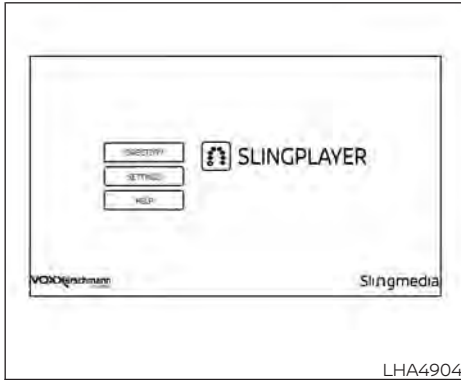 DIRECTORY
SLINGPLAYER
SETTINGS
HELP
VOXXHirschmann
Slingmedia
LHA4904